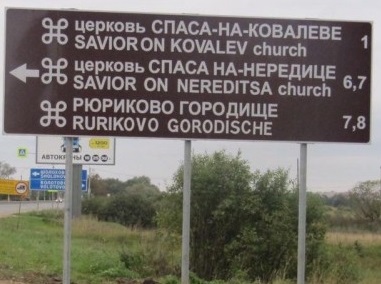 церковь СПАСА-НА-КОВАЛЕВЕ 1
SAVIOR ON KOVALEV church
церковь СПАСА НА-НЕРЕДИЦЕ 6,7
SAVIOR ON NEREDITSA church
РЮРИКОВО ГОРОДИЩЕ 7,8
RURIKOVO GORODISCHE
АВТОКРАНЫ